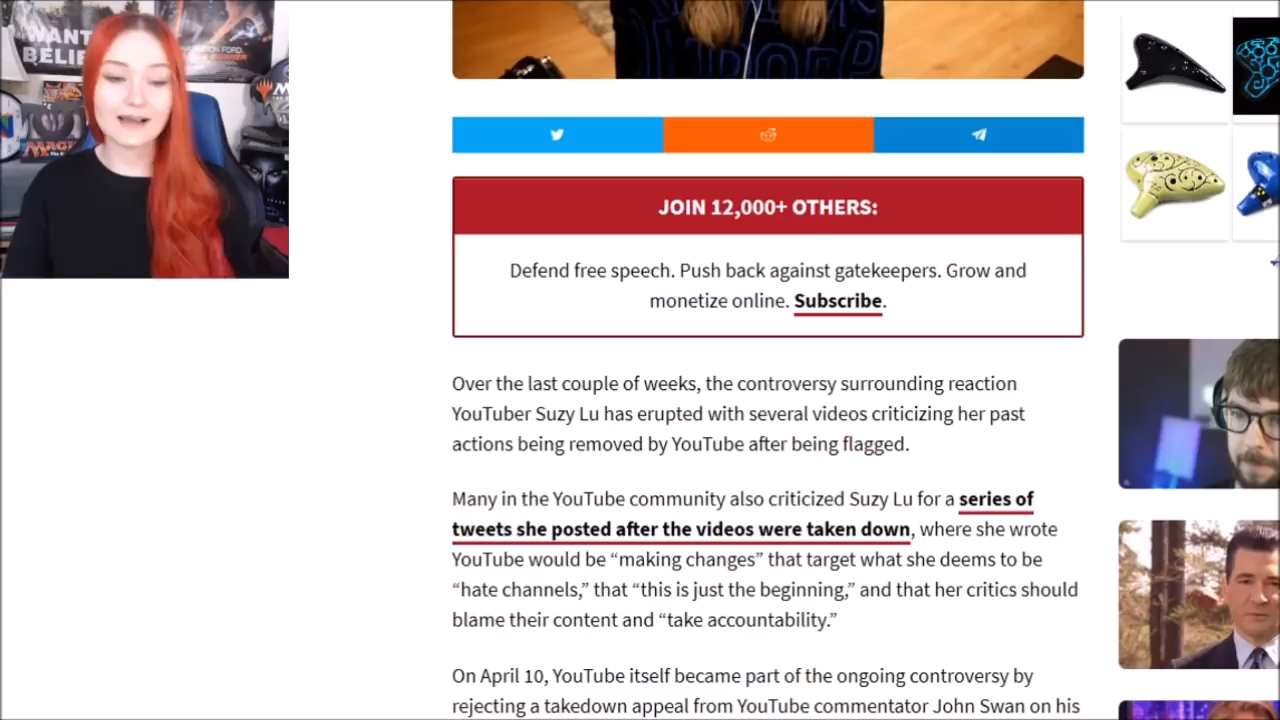 WANT
BELIE
HARRISON FORD
MAGIC
JOIN 12,000+ OTHERS:
Defend free speech. Push back against gatekeepers. Grow and
monetize online. Subscribe.
Over the last couple of weeks, the controversy surrounding reaction
YouTuber Suzy Lu has erupted with several videos criticizing her past
actions being removed by YouTube after being flagged.
Many in the YouTube community also criticized Suzy Lu for a series of
tweets she posted after the videos were taken down, where she wrote
YouTube would be “making changes” that target what she deems to be
“hate channels,” that “this is just the beginning,” and that her critics should
blame their content and “take accountability.”
On April 10, YouTube itself became part of the ongoing controversy by
rejecting a takedown appeal from YouTube commentator John Swan on his